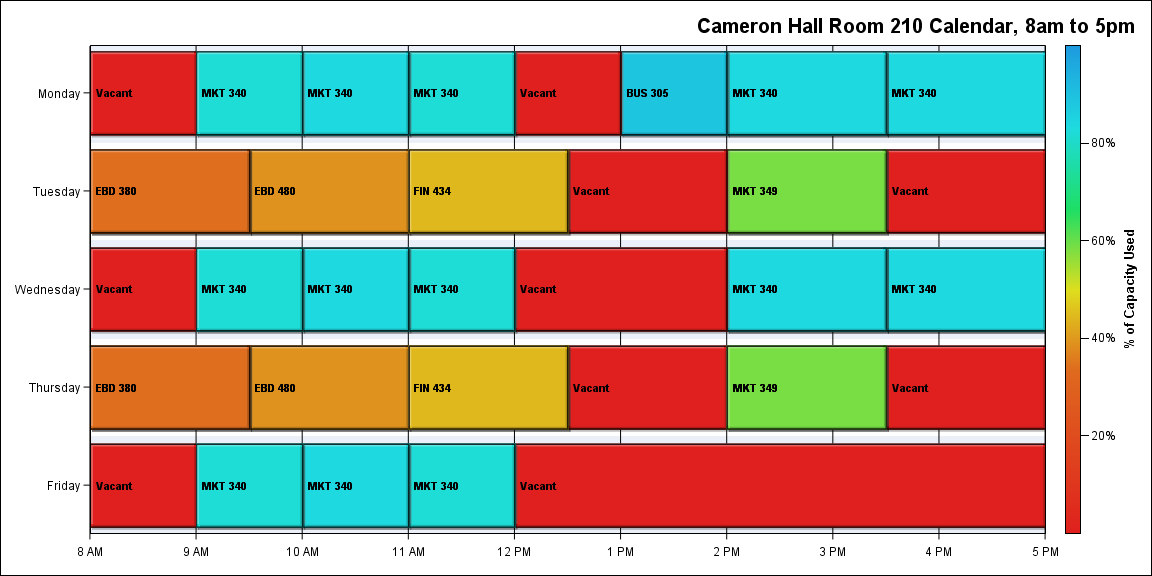 Cameron Hall Room 210 Calendar, 8am to 5pm
Monday Vacant MKT 340 MKT 340 MKT 340 Vacant BUS 305 MKT 340 MKT 340
Tuesday EBD 380 EBD 480 FIN 434 Vacant MKT 349 Vacant
Wednesday Vacant MKT 340 MKT 340 MKT 340 Vacant MKT 340 MKT 340
Thursday EBD 380 EBD 480 FIN 434 Vacant MKT 349 Vacant
Friday Vacant MKT 340 MKT 340 MKT 340 Vacant
8 AM 9 AM 10 AM 11 AM 12 PM 1 PM 2 PM 3 PM 4 PM 5 PM
80%
60%
40%
20%
% of Capacity Used